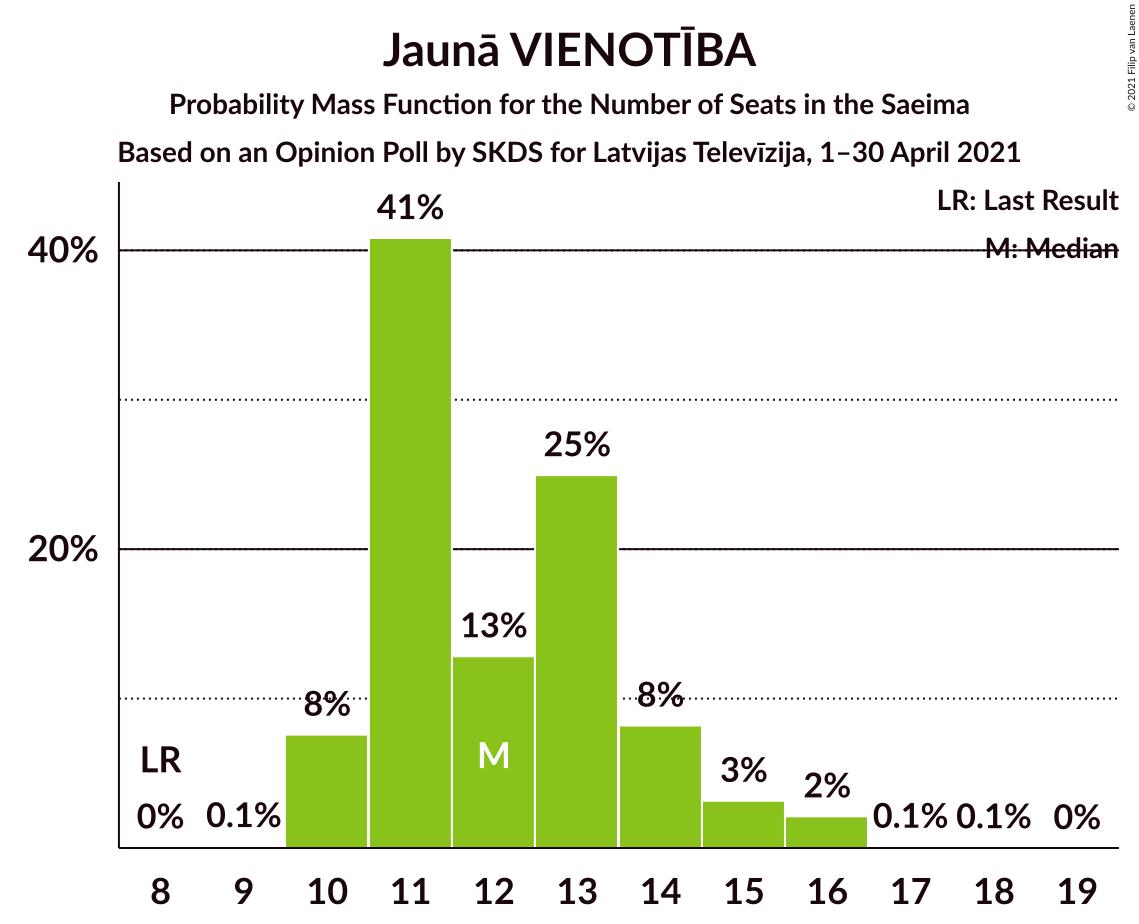 Jaunā VIENOTĪBA
Probability Mass Function for the Number of Seats in the Saeima
Based on an Opinion Poll by SKDS for Latvijas Televīzija, 1–30 April 2021
© 2021 Filip van Laenen
LR: Last Result
M: Median
40%
20%
41%
25%
13%
8%
8%
3%
2%
LR
M
0%
0.1%
0.1%
0.1%
0%
8 9 10 11 12 13 14 15 16 17 18 19